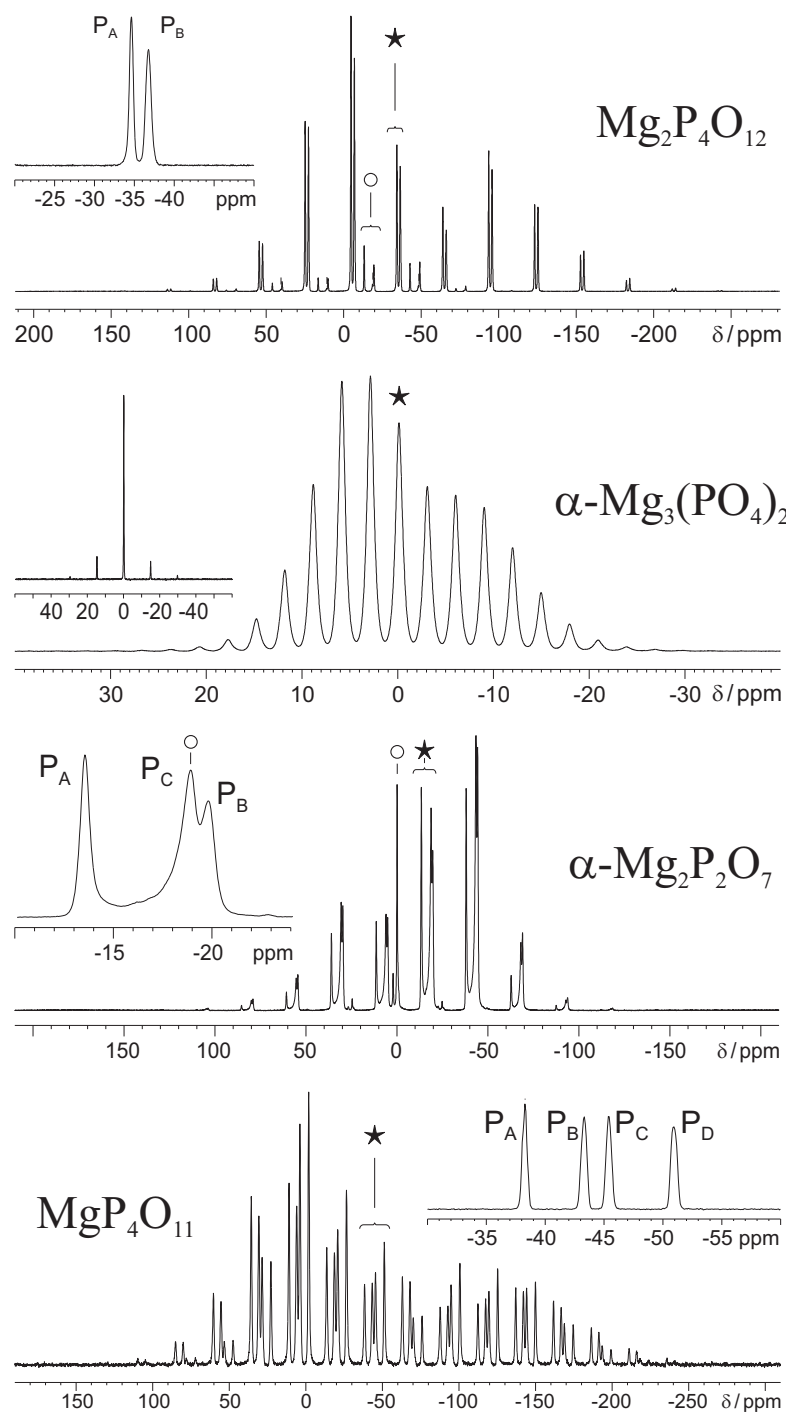 P_A P_B
★
Mg₂P₄O₁₂
○
-25 -30 -35 -40 ppm
200 150 100 50 0 -50 -100 -150 -200 δ/ppm
★
α-Mg₃(PO₄)₂
40 20 0 -20 -40
30 20 10 0 -10 -20 -30 δ/ppm
○ ○ ★
P_A P_C P_B
α-Mg₂P₂O₇
-15 -20 ppm
150 100 50 0 -50 -100 -150 δ/ppm
★
P_A P_B P_C P_D
MgP₄O₁₁
-35 -40 -45 -50 -55 ppm
150 100 50 0 -50 -100 -150 -200 -250 δ/ppm